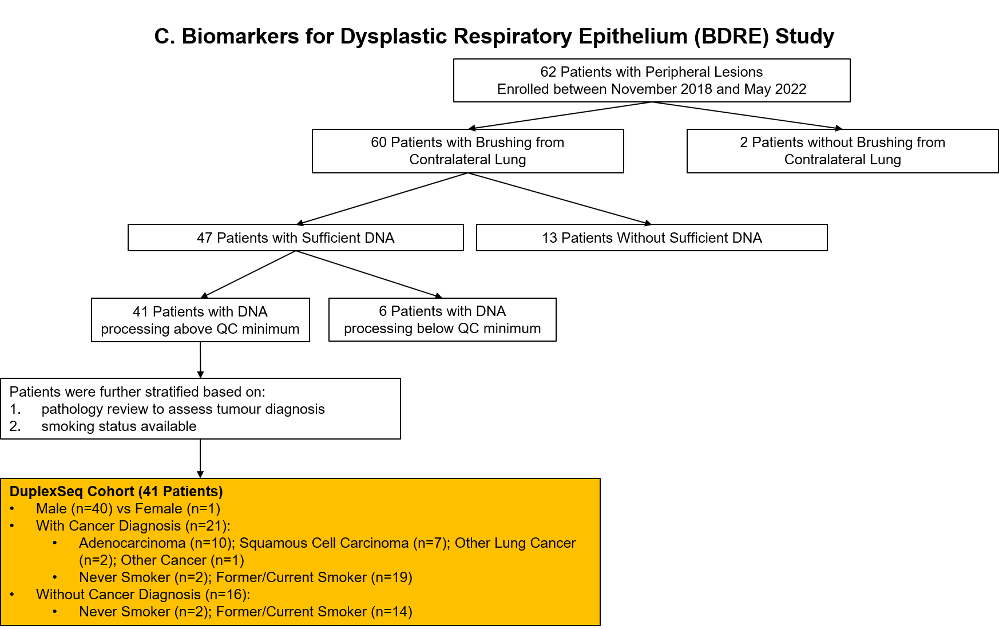 C. Biomarkers for Dysplastic Respiratory Epithelium (BDRE) Study
62 Patients with Peripheral Lesions
Enrolled between November 2018 and May 2022
60 Patients with Brushing from
Contralateral Lung
2 Patients without Brushing from
Contralateral Lung
47 Patients with Sufficient DNA
13 Patients Without Sufficient DNA
41 Patients with DNA
processing above QC minimum
6 Patients with DNA
processing below QC minimum
Patients were further stratified based on:
1. pathology review to assess tumour diagnosis
2. smoking status available
DuplexSeq Cohort (41 Patients)
• Male (n=40) vs Female (n=1)
• With Cancer Diagnosis (n=21):
• Adenocarcinoma (n=10); Squamous Cell Carcinoma (n=7); Other Lung Cancer
(n=2); Other Cancer (n=1)
• Never Smoker (n=2); Former/Current Smoker (n=19)
• Without Cancer Diagnosis (n=16):
• Never Smoker (n=2); Former/Current Smoker (n=14)